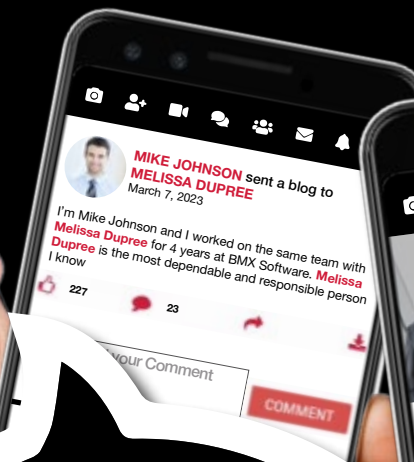 MIKE JOHNSON sent a blog to
MELISSA DUPREE
March 7, 2023
I'm Mike Johnson and I worked on the same team with
Melissa Dupree for 4 years at BMX Software. Melissa
Dupree is the most dependable and responsible person
I know
227
23
your Comment
COMMENT